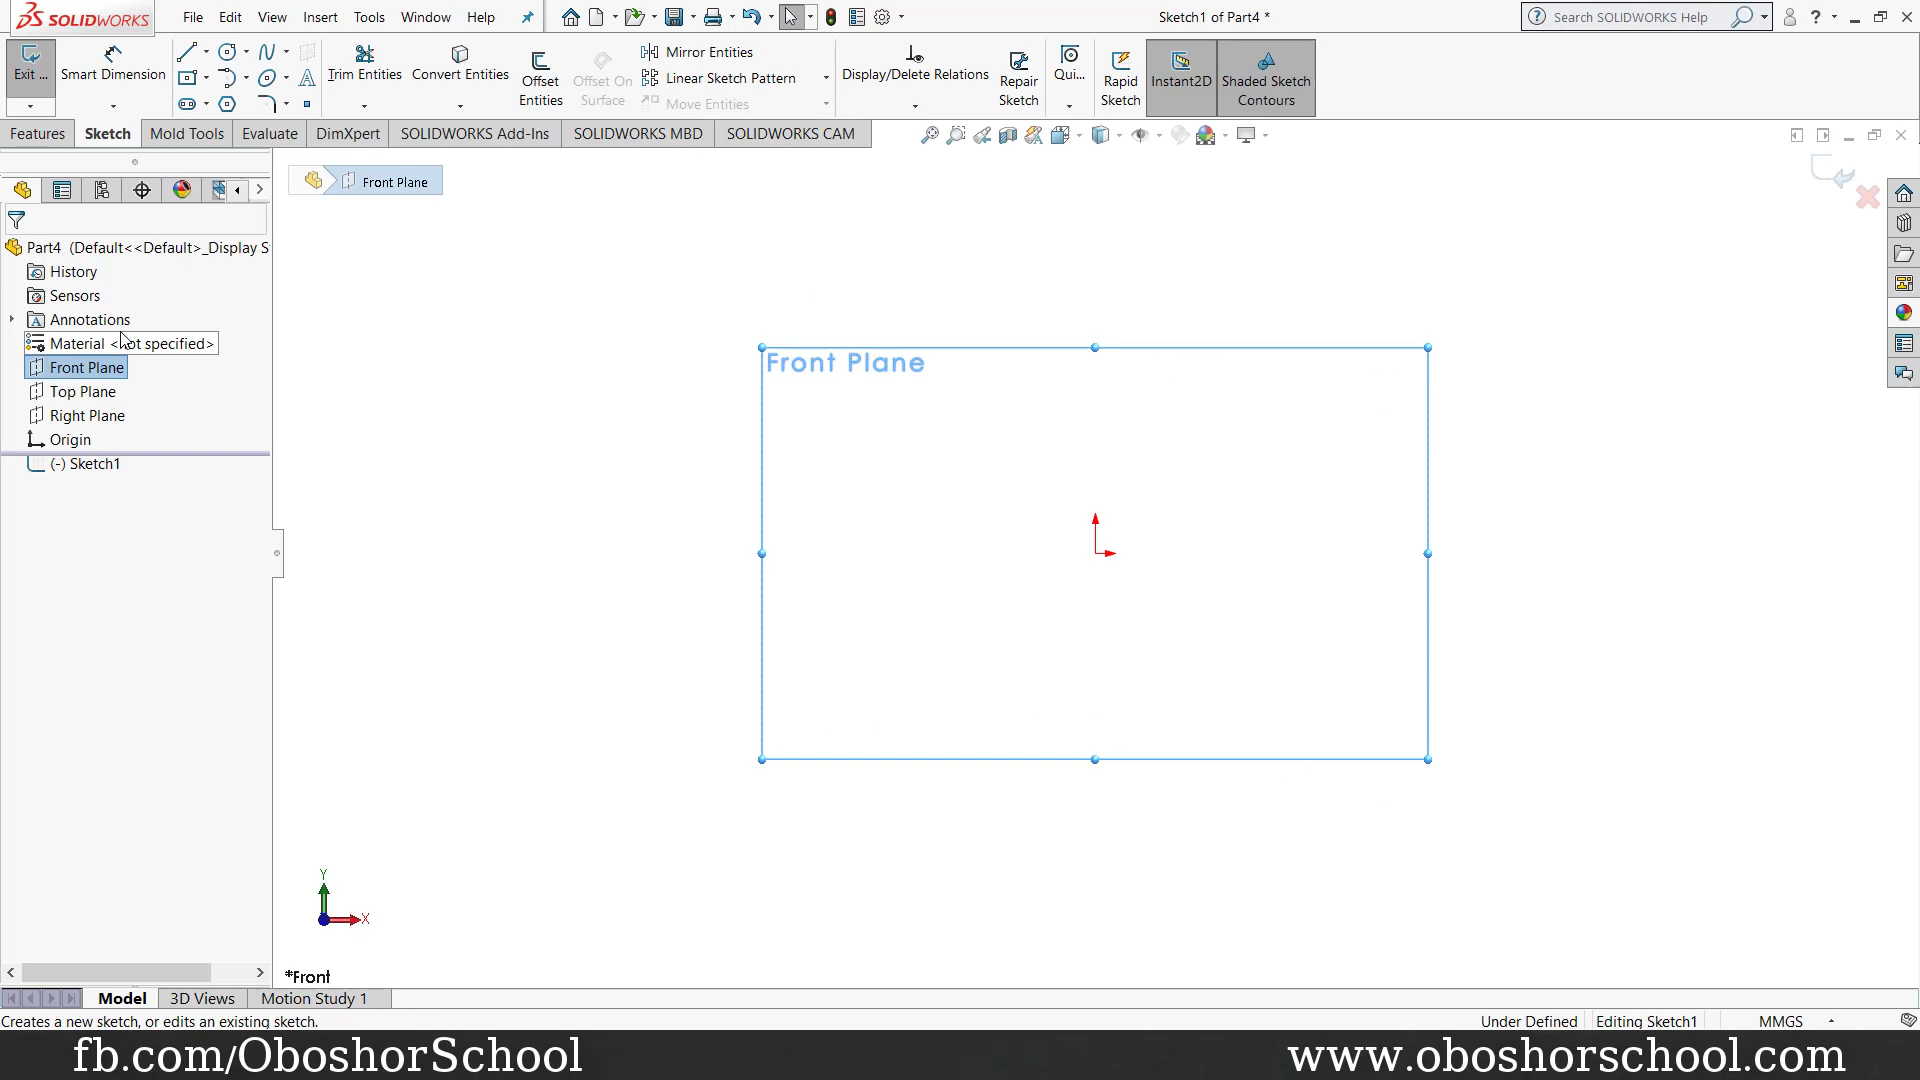 SOLIDWORKS File Edit View Insert Tools Window Help Sketch1 of Part4 * Search SOLIDWORKS Help
Exit ... Smart Dimension Trim Entities Convert Entities Offset Entities Offset On Surface Mirror Entities Linear Sketch Pattern Move Entities Display/Delete Relations Repair Sketch Qui... Rapid Sketch Instant2D Shaded Sketch Contours
Features Sketch Mold Tools Evaluate DimXpert SOLIDWORKS Add-Ins SOLIDWORKS MBD SOLIDWORKS CAM
Front Plane
Part4 (Default<<Default>_Display S
History
Sensors
Annotations
Material <not specified>
Front Plane
Front Plane
Top Plane
Right Plane
Origin
(-) Sketch1
Y
X
*Front
Model 3D Views Motion Study 1
Creates a new sketch, or edits an existing sketch. Under Defined Editing Sketch1 MMGS
fb.com/OboshorSchool www.oboshorschool.com